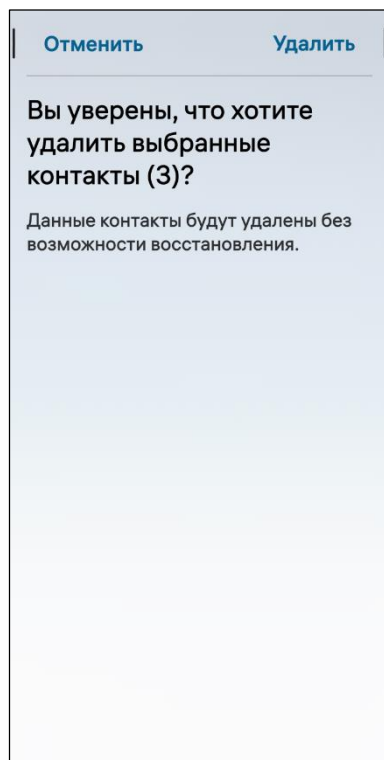 Отменить Удалить
Вы уверены, что хотите
удалить выбранные
контакты (3)?
Данные контакты будут удалены без
возможности восстановления.